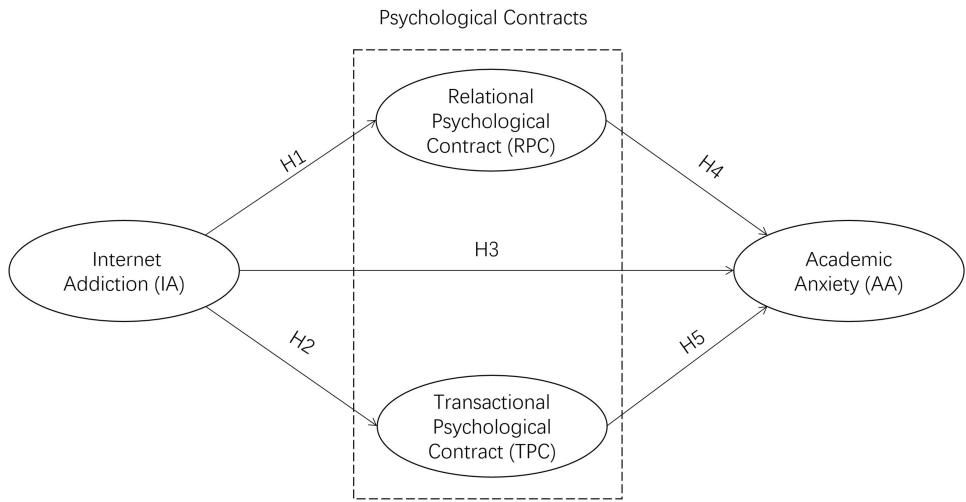 Psychological Contracts
Relational
Psychological
Contract (RPC)
H1
H4
Internet
Addiction (IA)
H3
Academic
Anxiety (AA)
H2
H5
Transactional
Psychological
Contract (TPC)